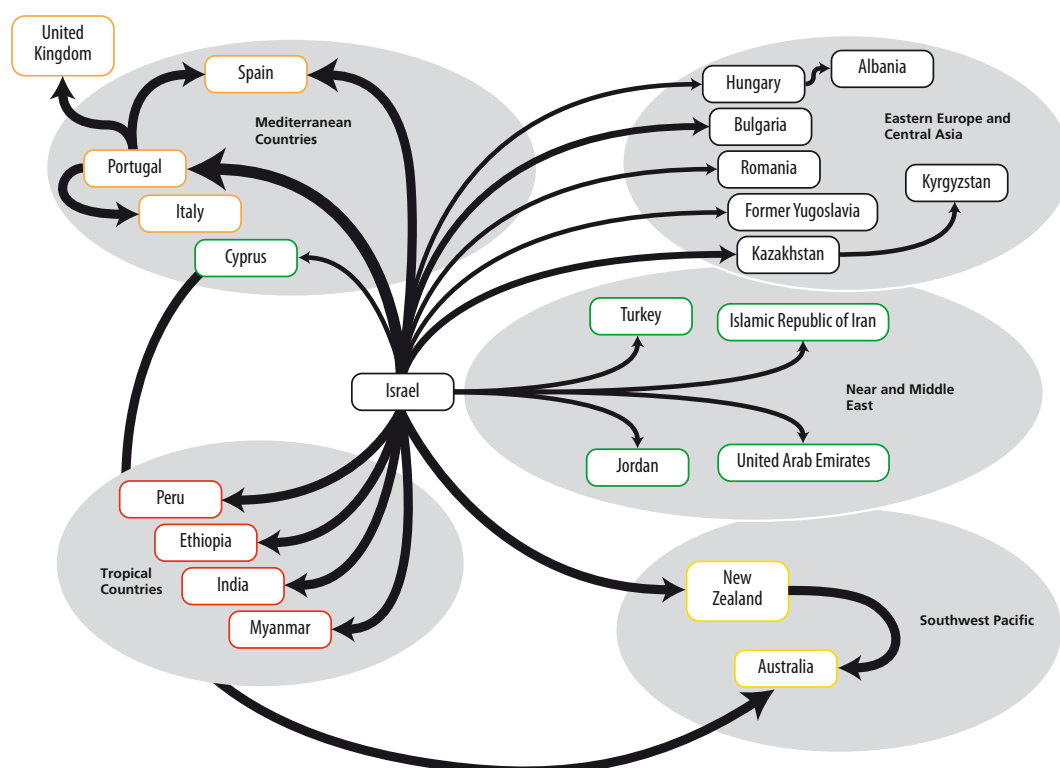 United
Kingdom
Spain
Mediterranean
Countries
Portugal
Italy
Cyprus
Hungary
Albania
Bulgaria
Eastern Europe and
Central Asia
Romania
Kyrgyzstan
Former Yugoslavia
Kazakhstan
Turkey
Islamic Republic of Iran
Israel
Near and Middle
East
Jordan
United Arab Emirates
Peru
Ethiopia
Tropical
Countries
India
Myanmar
New
Zealand
Southwest Pacific
Australia